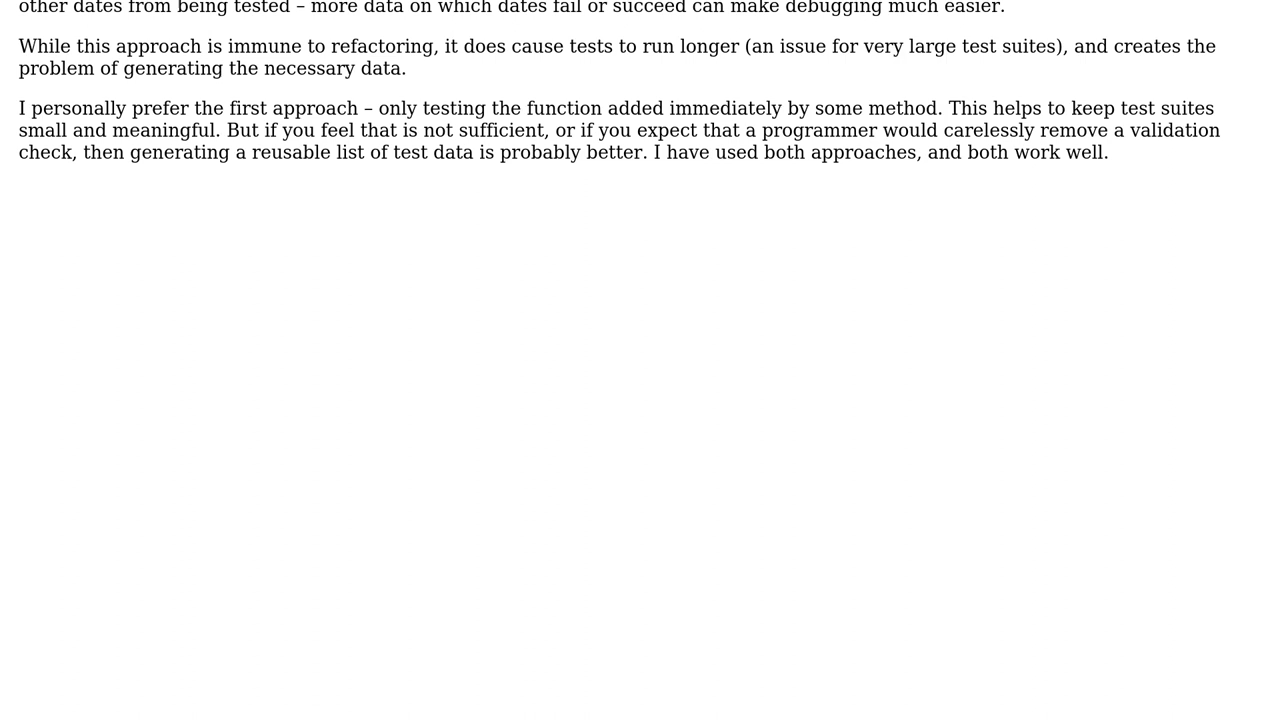 other dates from being tested – more data on which dates fail or succeed can make debugging much easier.
While this approach is immune to refactoring, it does cause tests to run longer (an issue for very large test suites), and creates the
problem of generating the necessary data.
I personally prefer the first approach – only testing the function added immediately by some method. This helps to keep test suites
small and meaningful. But if you feel that is not sufficient, or if you expect that a programmer would carelessly remove a validation
check, then generating a reusable list of test data is probably better. I have used both approaches, and both work well.